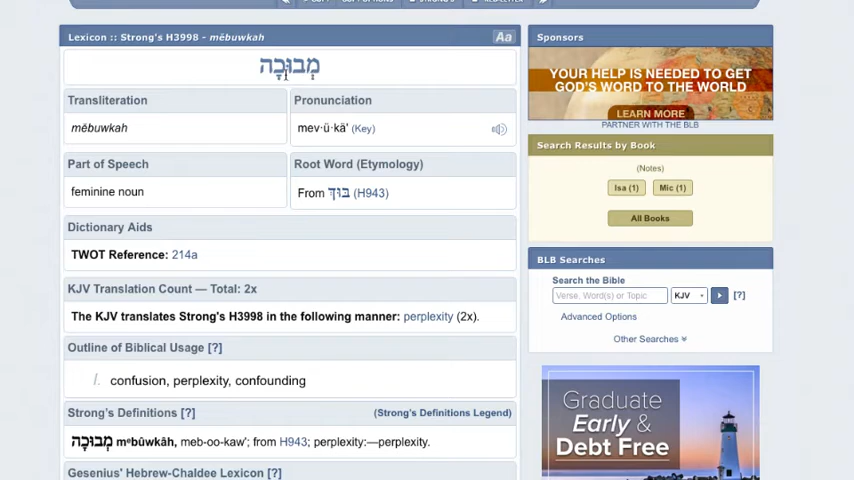 Lexicon :: Strong's H3998 - mĕbuwkah
Aa
מְבוּכָה
Transliteration
Pronunciation
mĕbuwkah
mev·ü·kä' (Key)
Part of Speech
Root Word (Etymology)
feminine noun
From בּוּךְ (H943)
Dictionary Aids
TWOT Reference: 214a
KJV Translation Count — Total: 2x
The KJV translates Strong's H3998 in the following manner: perplexity (2x).
Outline of Biblical Usage [?]
I. confusion, perplexity, confounding
Strong's Definitions [?]
(Strong's Definitions Legend)
מְבוּכָה mᵉbûwkâh, meb-oo-kaw'; from H943; perplexity:—perplexity.
Gesenius' Hebrew-Chaldee Lexicon [?]
Sponsors
YOUR HELP IS NEEDED TO GET
GOD'S WORD TO THE WORLD
LEARN MORE
PARTNER WITH THE BLB
Search Results by Book
(Notes)
Isa (1)
Mic (1)
All Books
BLB Searches
Search the Bible
Verse, Word(s) or Topic
KJV
[?]
Advanced Options
Other Searches
Graduate
Early &
Debt Free